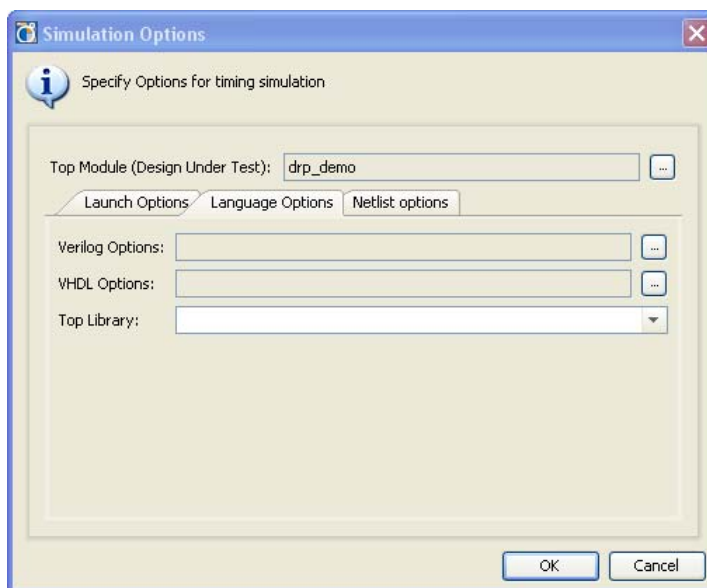 Simulation Options
Specify Options for timing simulation
Top Module (Design Under Test): drp_demo ...
Launch Options Language Options Netlist options
Verilog Options: ...
VHDL Options: ...
Top Library:
OK Cancel